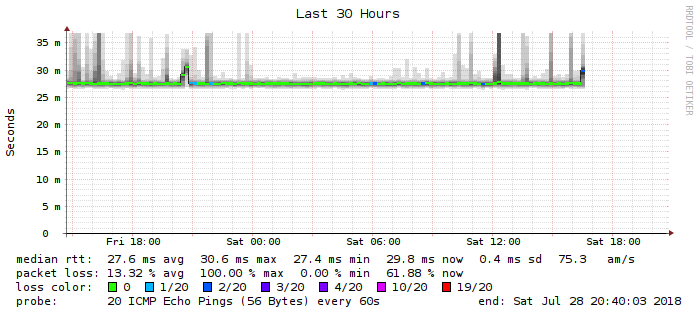 Last 30 Hours
RRDTOOL / TOBI OETIKER
Seconds
35 m
30 m
25 m
20 m
15 m
10 m
5 m
0
Fri 18:00 Sat 00:00 Sat 06:00 Sat 12:00 Sat 18:00
median rtt: 27.6 ms avg 30.6 ms max 27.4 ms min 29.8 ms now 0.4 ms sd 75.3 am/s
packet loss: 13.32 % avg 100.00 % max 0.00 % min 61.88 % now
loss color: 0 1/20 2/20 3/20 4/20 10/20 19/20
probe: 20 ICMP Echo Pings (56 Bytes) every 60s end: Sat Jul 28 20:40:03 2018